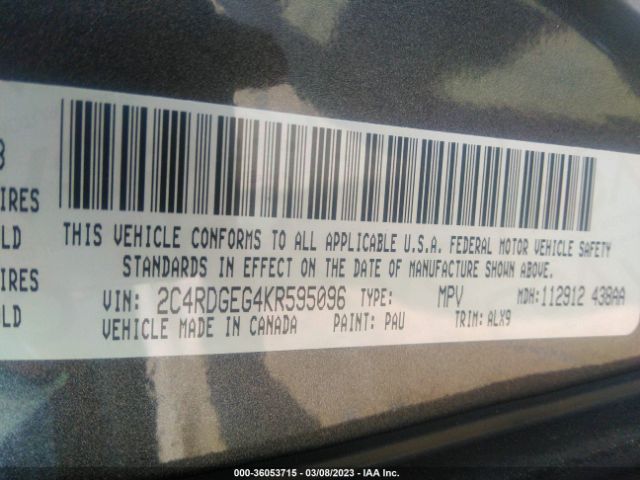 8
IRES
LD
IRES
LD
THIS VEHICLE CONFORMS TO ALL APPLICABLE U.S.A. FEDERAL MOTOR VEHICLE SAFETY
STANDARDS IN EFFECT ON THE DATE OF MANUFACTURE SHOWN ABOVE.
VIN: 2C4RDGEG4KR595096 TYPE: MPV MDH:112912 438AA
VEHICLE MADE IN CANADA PAINT: PAU TRIM: ALX9
000-36053715 - 03/08/2023 - IAA Inc.